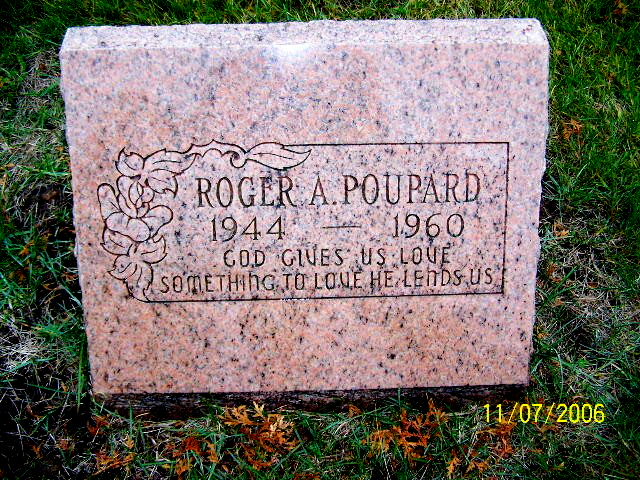 ROGER A. POUPARD
1944 — 1960
GOD GIVES US LOVE
SOMETHING TO LOVE HE LENDS US
11/07/2006